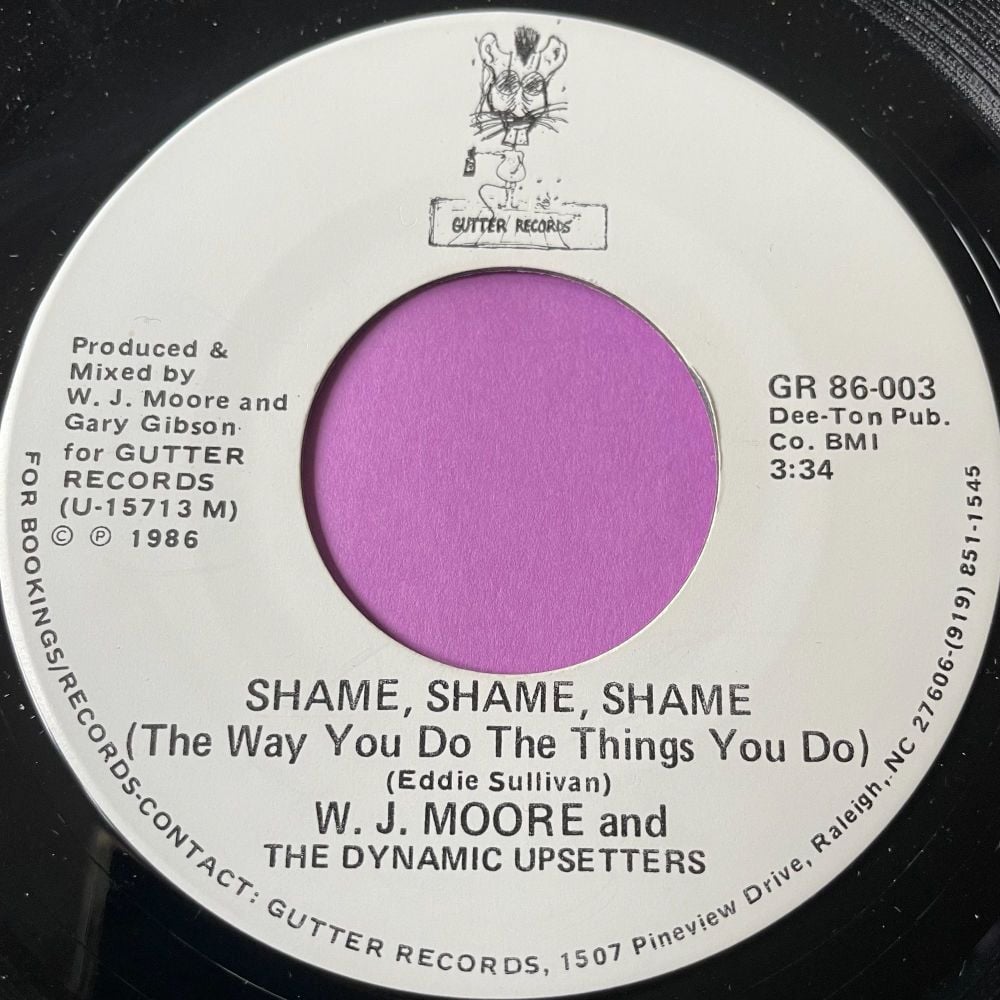 GUTTER RECORDS
Produced &
Mixed by
W. J. Moore and
Gary Gibson
for GUTTER
RECORDS
(U-15713 M)
© ℗ 1986
GR 86-003
Dee-Ton Pub.
Co. BMI
3:34
SHAME, SHAME, SHAME
(The Way You Do The Things You Do)
(Eddie Sullivan)
W. J. MOORE and
THE DYNAMIC UPSETTERS
FOR BOOKINGS/RECORDS-CONTACT: GUTTER RECORDS, 1507 Pineview Drive, Raleigh, NC 27606-(919) 851-1545